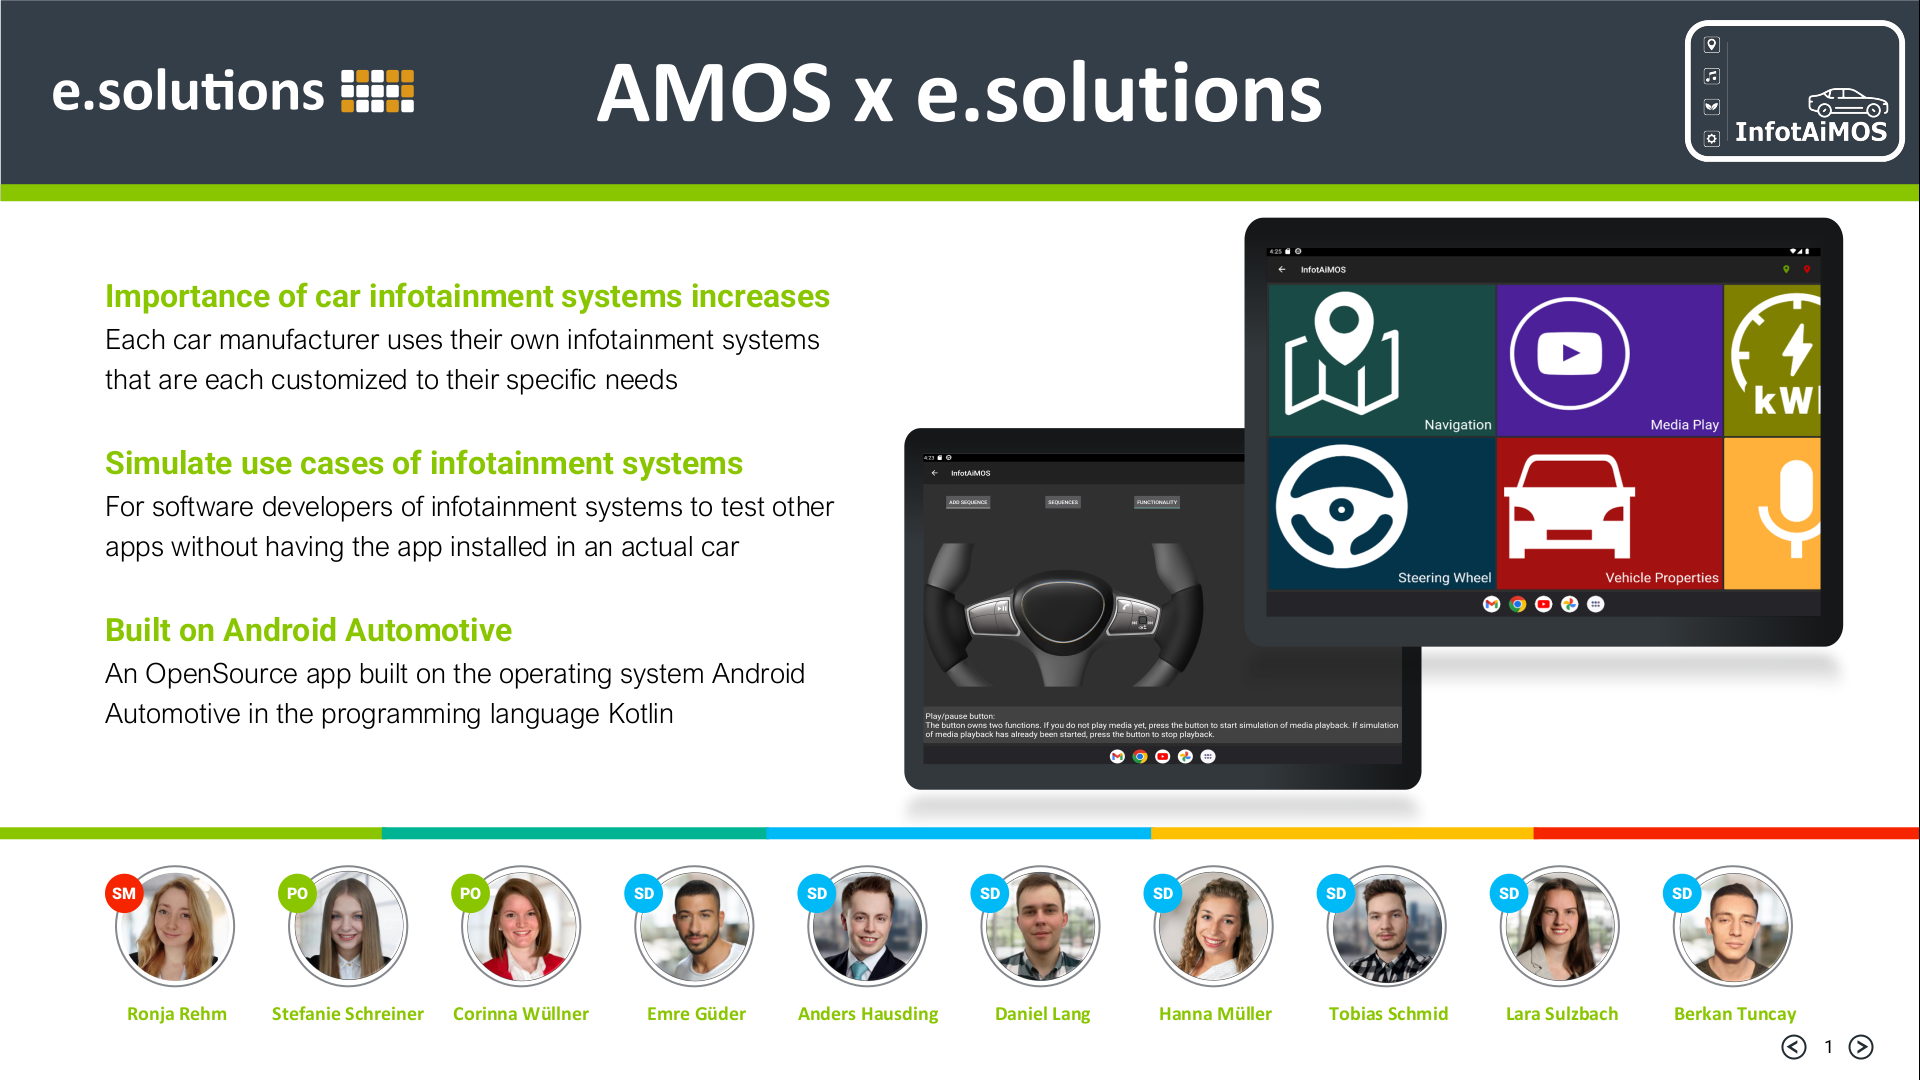 e.solutions
AMOS x e.solutions
InfotAiMOS
Importance of car infotainment systems increases
Each car manufacturer uses their own infotainment systems
that are each customized to their specific needs
Simulate use cases of infotainment systems
For software developers of infotainment systems to test other
apps without having the app installed in an actual car
Built on Android Automotive
An OpenSource app built on the operating system Android
Automotive in the programming language Kotlin
4:23
InfotAiMOS
ADD SEQUENCE
SEQUENCES
FUNCTIONALITY
Play/pause button:
The button owns two functions. If you do not play media yet, press the button to start simulation of media playback. If simulation
of media playback has already been started, press the button to stop playback.
4:25
InfotAiMOS
Navigation
Media Play
Steering Wheel
Vehicle Properties
SM
PO
PO
SD
SD
SD
SD
SD
SD
SD
Ronja Rehm
Stefanie Schreiner
Corinna Wüllner
Emre Güder
Anders Hausding
Daniel Lang
Hanna Müller
Tobias Schmid
Lara Sulzbach
Berkan Tuncay
1